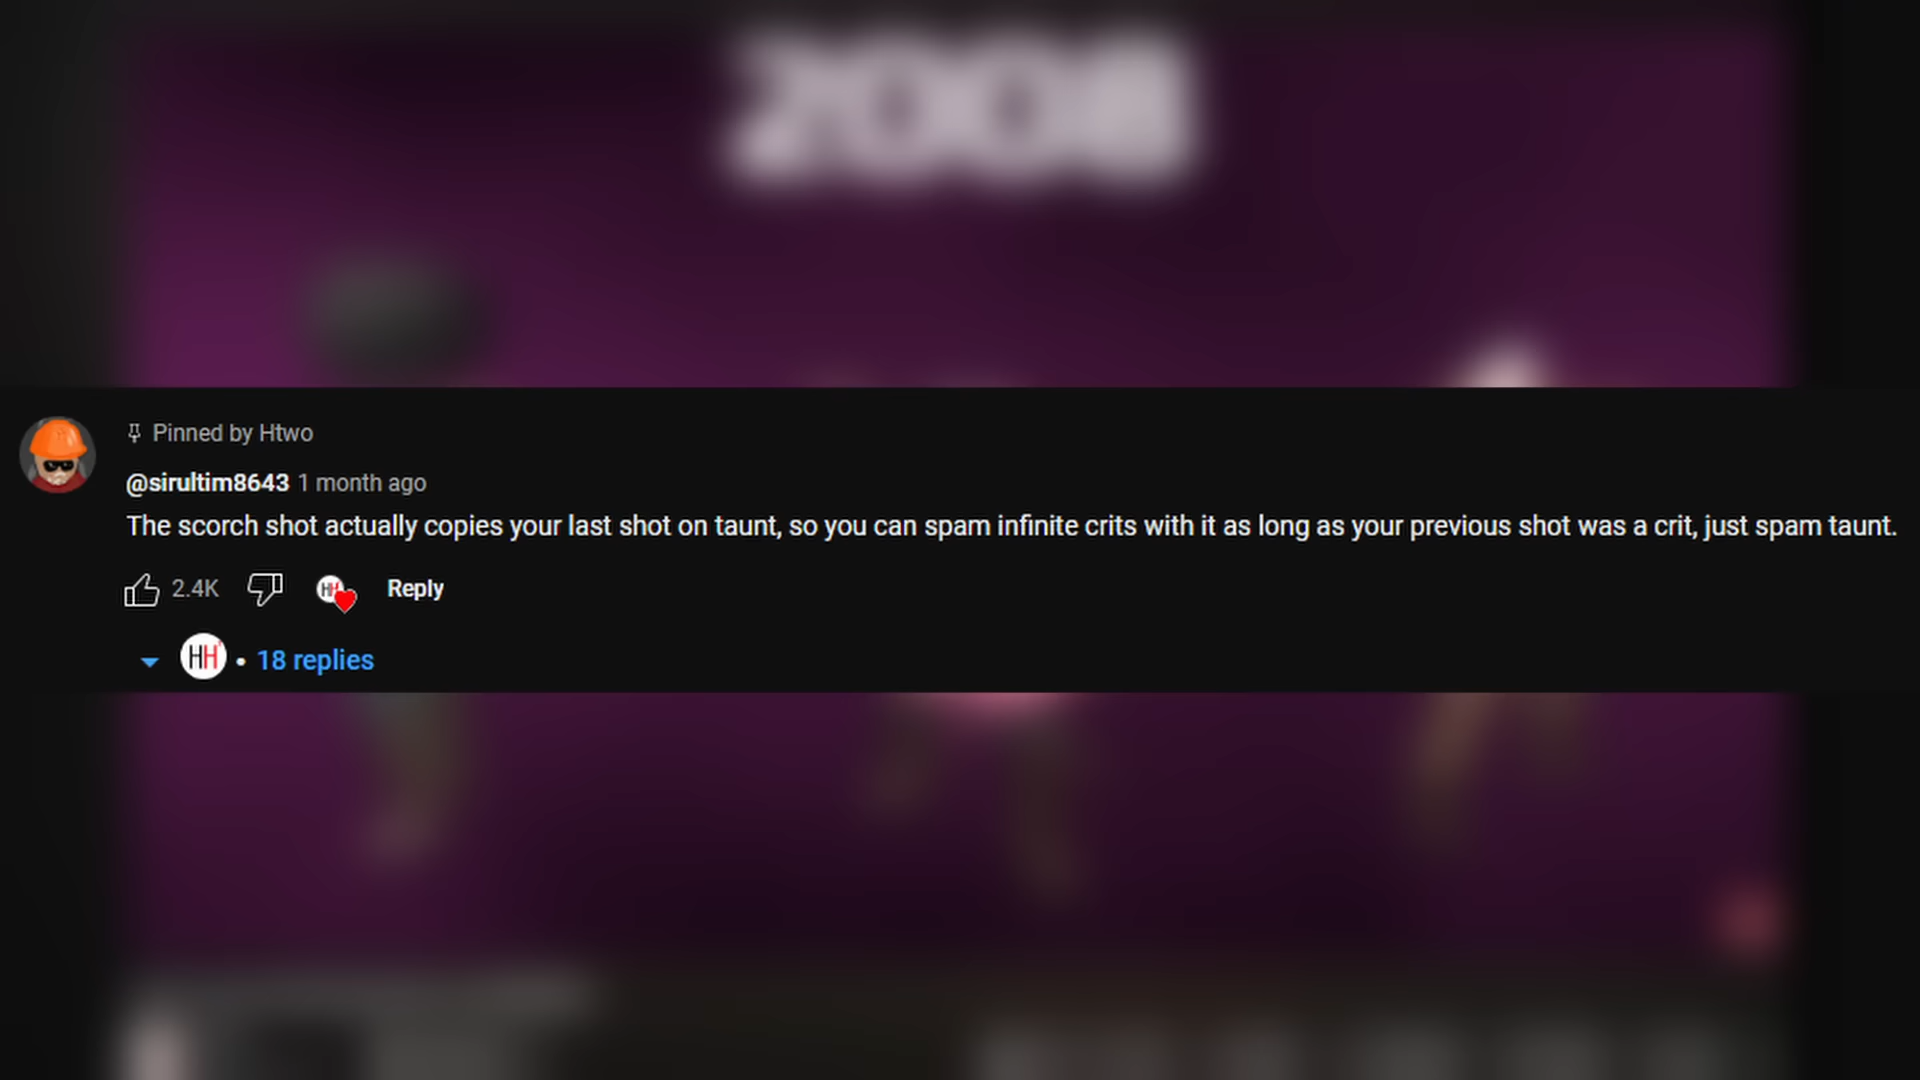 2008
Pinned by Htwo
@sirultim8643 1 month ago
The scorch shot actually copies your last shot on taunt, so you can spam infinite crits with it as long as your previous shot was a crit, just spam taunt.
2.4K Reply
HH • 18 replies